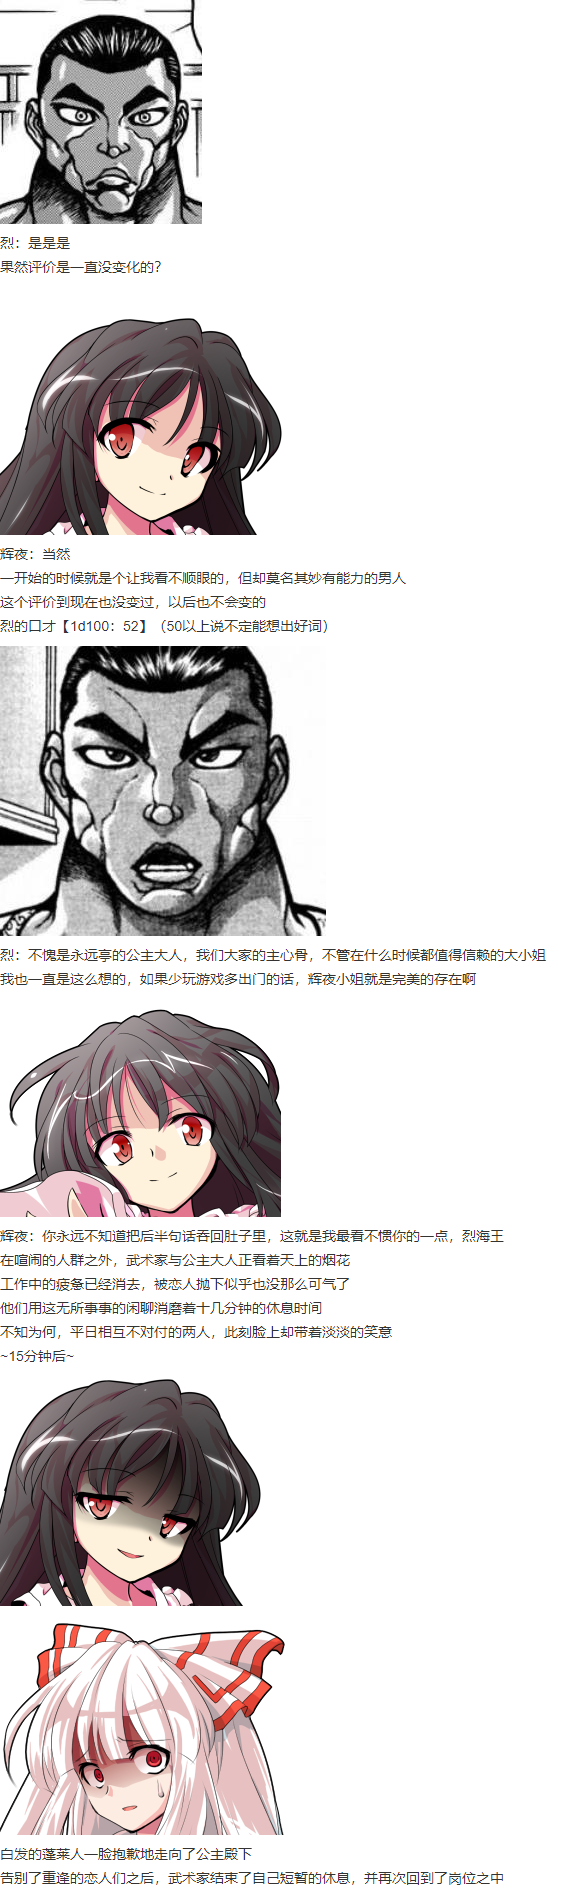 烈：是是是
果然评价是一直没变化的？
辉夜：当然
一开始的时候就是个让我看不顺眼的，但却莫名其妙有能力的男人
这个评价到现在也没变过，以后也不会变的
烈的口才【1d100：52】（50以上说不定能想出好词）
烈：不愧是永远亭的公主大人，我们大家的主心骨，不管在什么时候都值得信赖的大小姐
我也一直是这么想的，如果少玩游戏多出门的话，辉夜小姐就是完美的存在啊
辉夜：你永远不知道把后半句话吞回肚子里，这就是我最看不惯你的一点，烈海王
在喧闹的人群之外，武术家与公主大人正看着天上的烟花
工作中的疲惫已经消去，被恋人抛下似乎也没那么可气了
他们用这无所事事的闲聊消磨着十几分钟的休息时间
不知为何，平日相互不对付的两人，此刻脸上却带着淡淡的笑意
~15分钟后~
白发的蓬莱人一脸抱歉地走向了公主殿下
告别了重逢的恋人们之后，武术家结束了自己短暂的休息，并再次回到了岗位之中